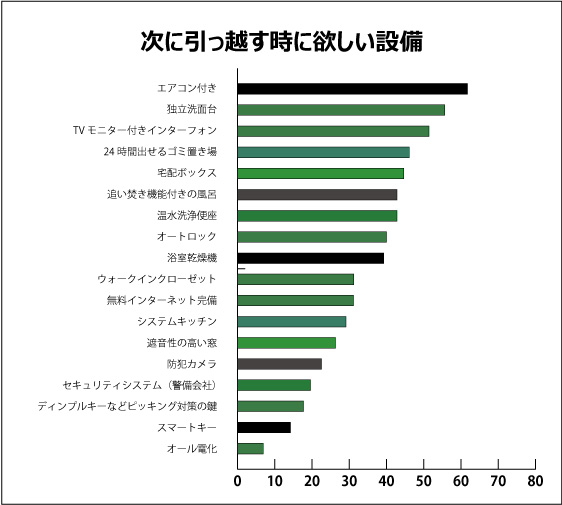 次に引っ越す時に欲しい設備
エアコン付き
独立洗面台
TVモニター付きインターフォン
24時間出せるゴミ置き場
宅配ボックス
追い焚き機能付きの風呂
温水洗浄便座
オートロック
浴室乾燥機
ウォークインクローゼット
無料インターネット完備
システムキッチン
遮音性の高い窓
防犯カメラ
セキュリティシステム（警備会社）
ディンプルキーなどピッキング対策の鍵
スマートキー
オール電化
0 10 20 30 40 50 60 70 80